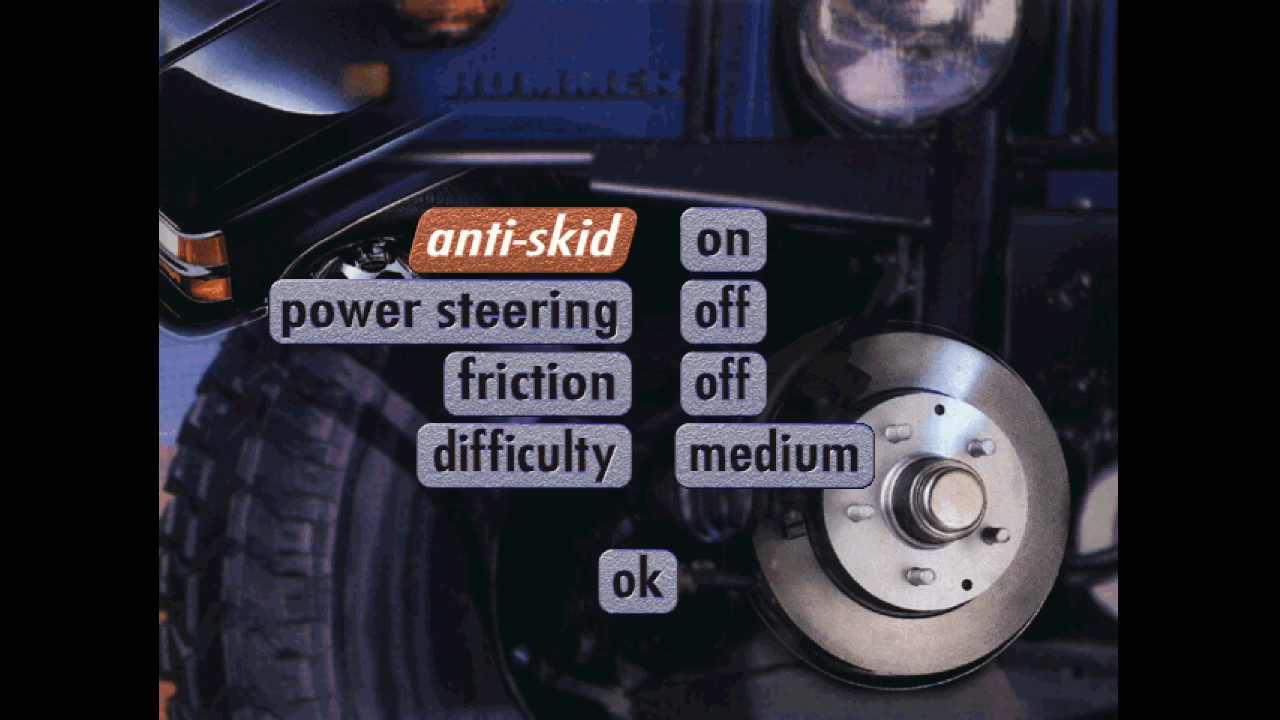 HUMMER
anti-skid on
power steering off
friction off
difficulty medium
ok